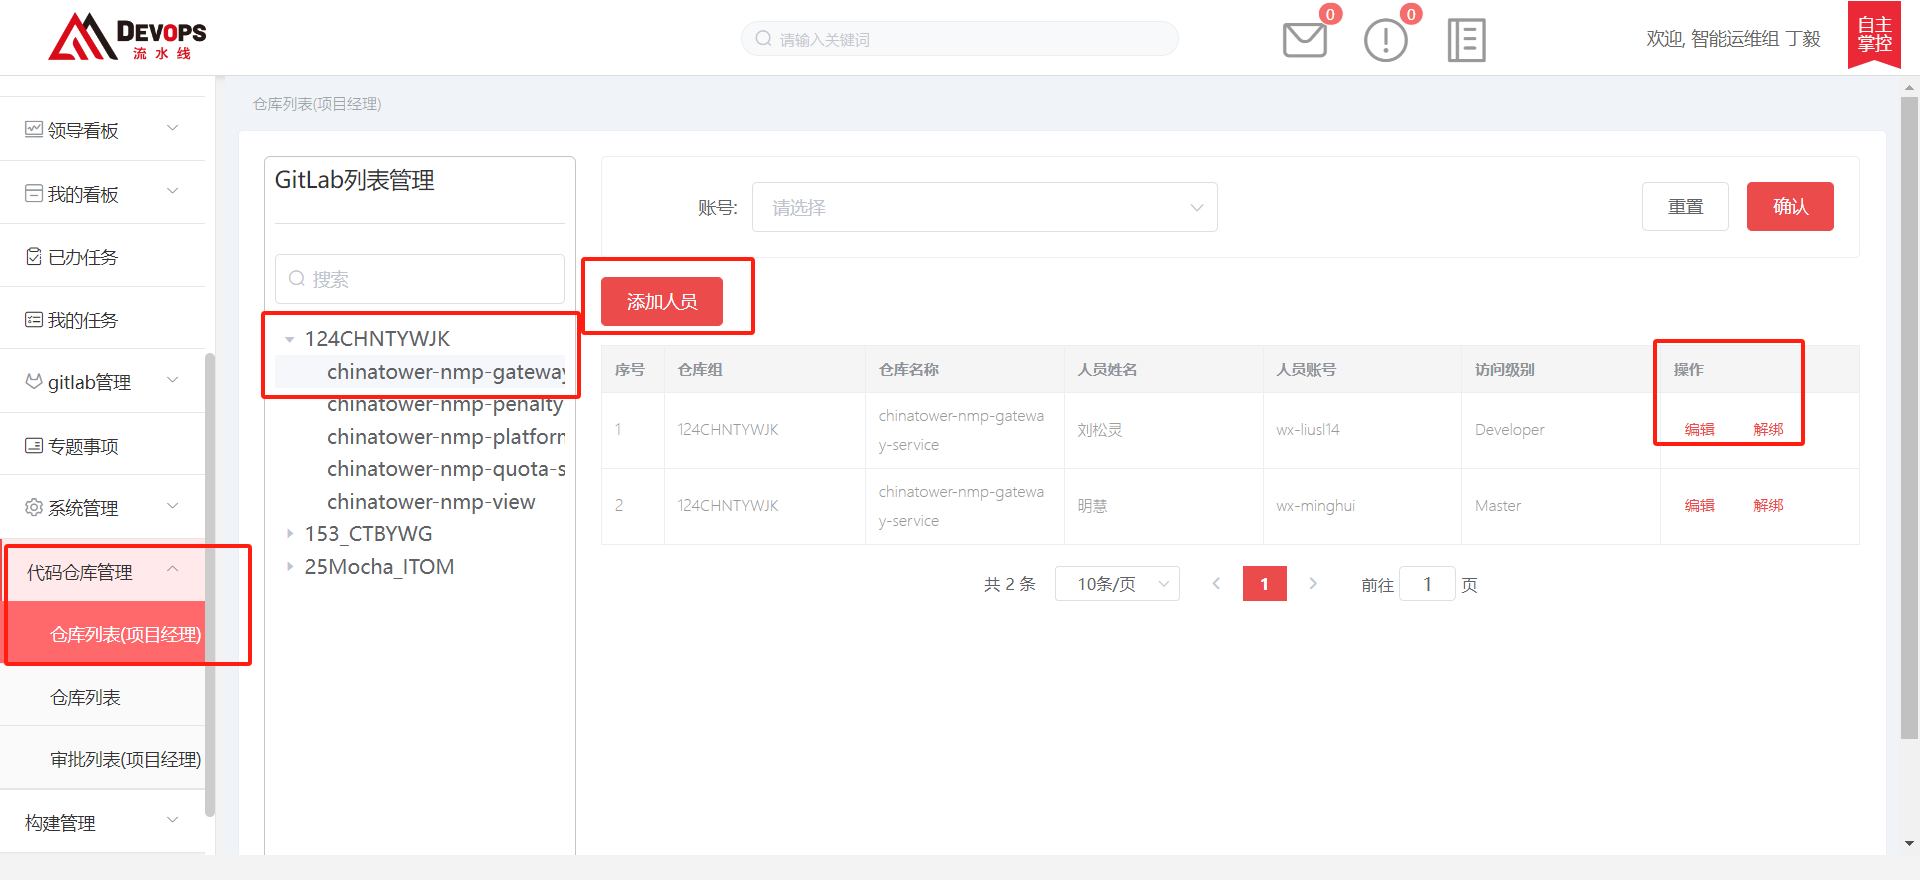 DEVOPS
流水线
请输入关键词
0
0
欢迎, 智能运维组 丁毅
自主
掌控
领导看板
我的看板
已办任务
我的任务
gitlab管理
专题事项
系统管理
代码仓库管理
仓库列表(项目经理)
仓库列表
审批列表(项目经理)
构建管理
仓库列表(项目经理)
GitLab列表管理
搜索
124CHNTYWJK
chinatower-nmp-gateway
chinatower-nmp-penalty
chinatower-nmp-platform
chinatower-nmp-quota-s
chinatower-nmp-view
153_CTBYWG
25Mocha_ITOM
账号:
请选择
重置
确认
添加人员
序号 仓库组 仓库名称 人员姓名 人员账号 访问级别 操作
1 124CHNTYWJK chinatower-nmp-gatewa
y-service 刘松灵 wx-liusl14 Developer 编辑 解绑
2 124CHNTYWJK chinatower-nmp-gatewa
y-service 明慧 wx-minghui Master 编辑 解绑
共 2 条 10条/页 1 前往 1 页